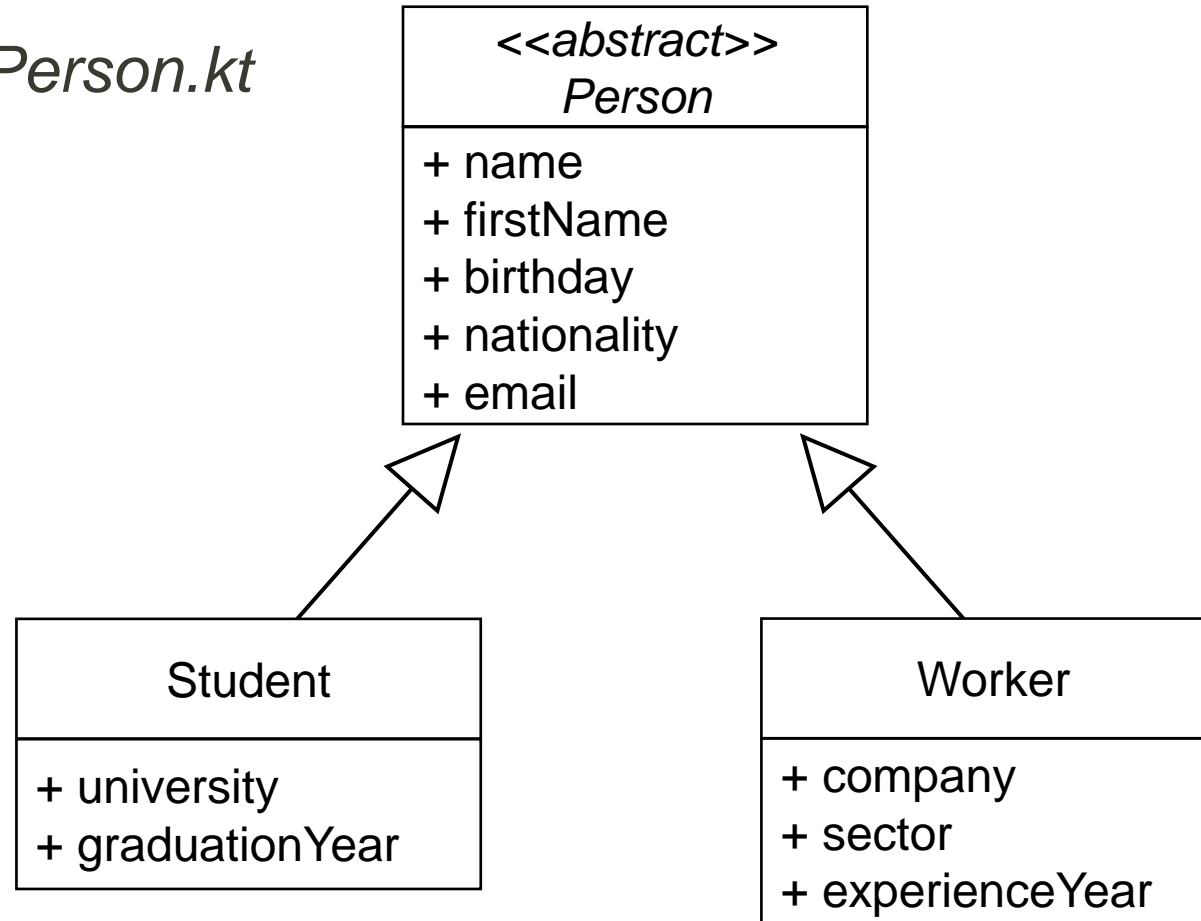 Person.kt
<<abstract>>
Person
+ name
+ firstName
+ birthday
+ nationality
+ email
Student
+ university
+ graduationYear
Worker
+ company
+ sector
+ experienceYear